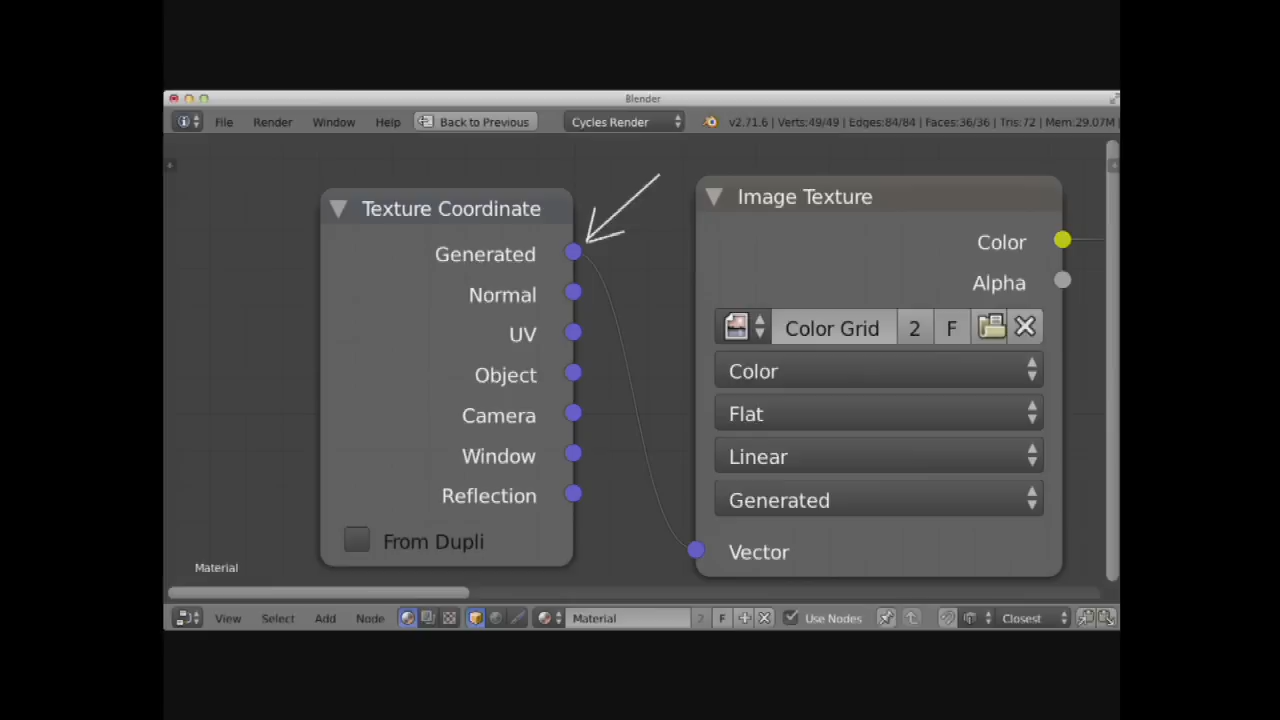 Blender
File Render Window Help Back to Previous Cycles Render v2.71.6 | Verts:49/49 | Edges:84/84 | Faces:36/36 | Tris:72 | Mem:29.07M
Texture Coordinate
Generated
Normal
UV
Object
Camera
Window
Reflection
From Dupli
Image Texture
Color
Alpha
Color Grid 2 F
Color
Flat
Linear
Generated
Vector
Material
View Select Add Node Material 2 F Use Nodes Closest